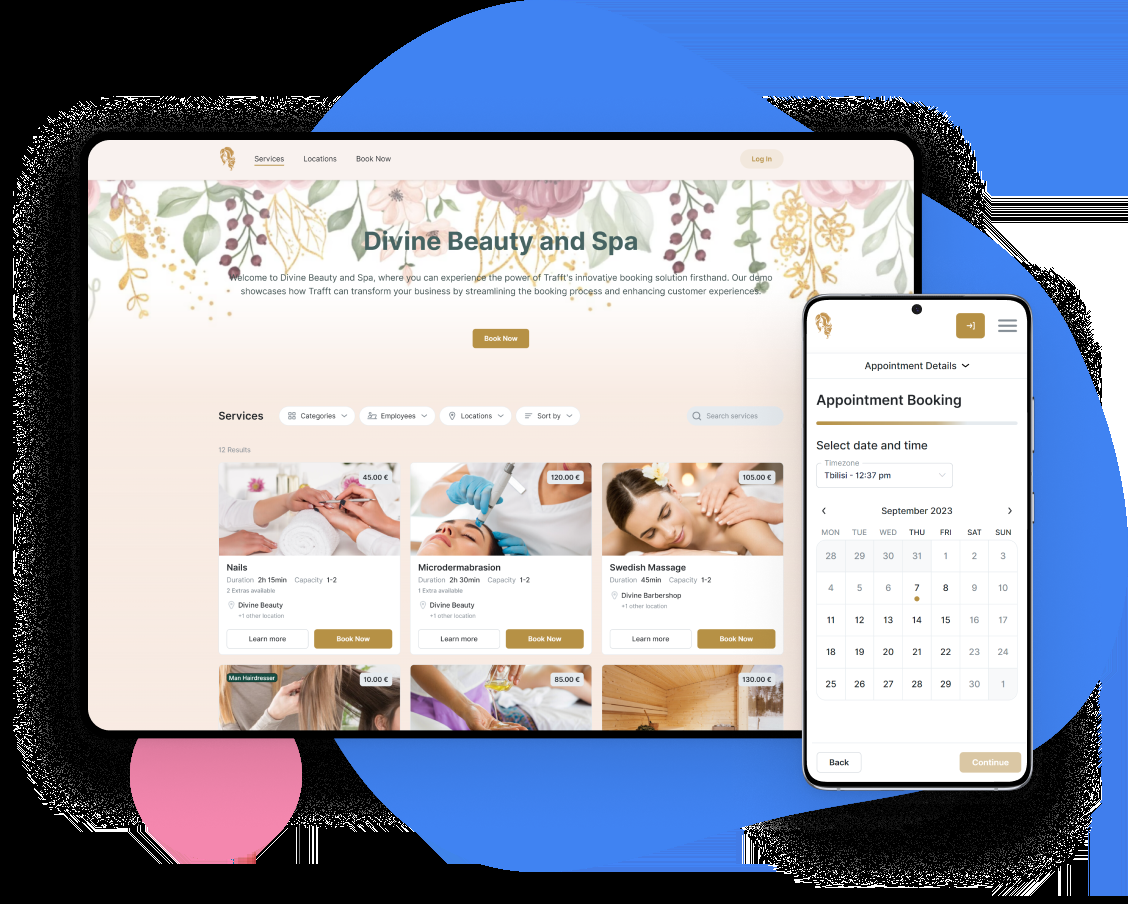 Services Locations Book Now Log In
Divine Beauty and Spa
Welcome to Divine Beauty and Spa, where you can experience the power of Trafft's innovative booking solution firsthand. Our demo
showcases how Trafft can transform your business by streamlining the booking process and enhancing customer experiences.
Book Now
Services Categories Employees Locations Sort by Search services
12 Results
45.00 € 120.00 € 105.00 €
Nails Microdermabrasion Swedish Massage
Duration 2h 15min Capacity 1-2 Duration 2h 30min Capacity 1-2 Duration 45min Capacity 1-2
2 Extras available 1 Extra available
Divine Beauty Divine Beauty Divine Barbershop
+1 other location +1 other location +1 other location
Learn more Book Now Learn more Book Now Learn more Book Now
Man Hairdresser 10.00 € 85.00 € 130.00 €
Appointment Details
Appointment Booking
Select date and time
Timezone
Tbilisi - 12:37 pm
September 2023
MON TUE WED THU FRI SAT SUN
28 29 30 31 1 2 3
4 5 6 7 8 9 10
11 12 13 14 15 16 17
18 19 20 21 22 23 24
25 26 27 28 29 30 1
Back Continue